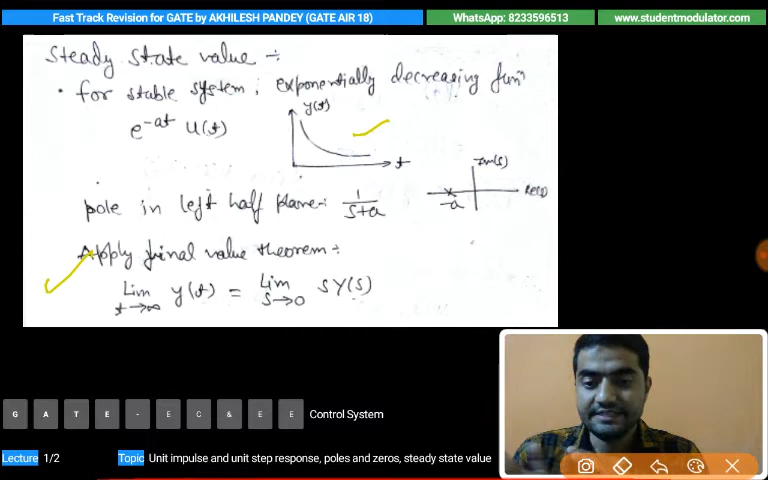 Fast Track Revision for GATE by AKHILESH PANDEY (GATE AIR 18)
WhatsApp: 8233596513
www.studentmodulator.com
Steady state value ÷
• for stable system; exponentially decreasing funⁿ
e^-at u(t)
y(t)
t
Im(s)
Re(s)
x
-a
pole in left half plane:- 1/(s+a)
Apply final value theorem ÷
Lim t→∞ y(t) = Lim s→0 sY(s)
G A T E - E C & E E Control System
Lecture 1/2 Topic Unit impulse and unit step response, poles and zeros, steady state value